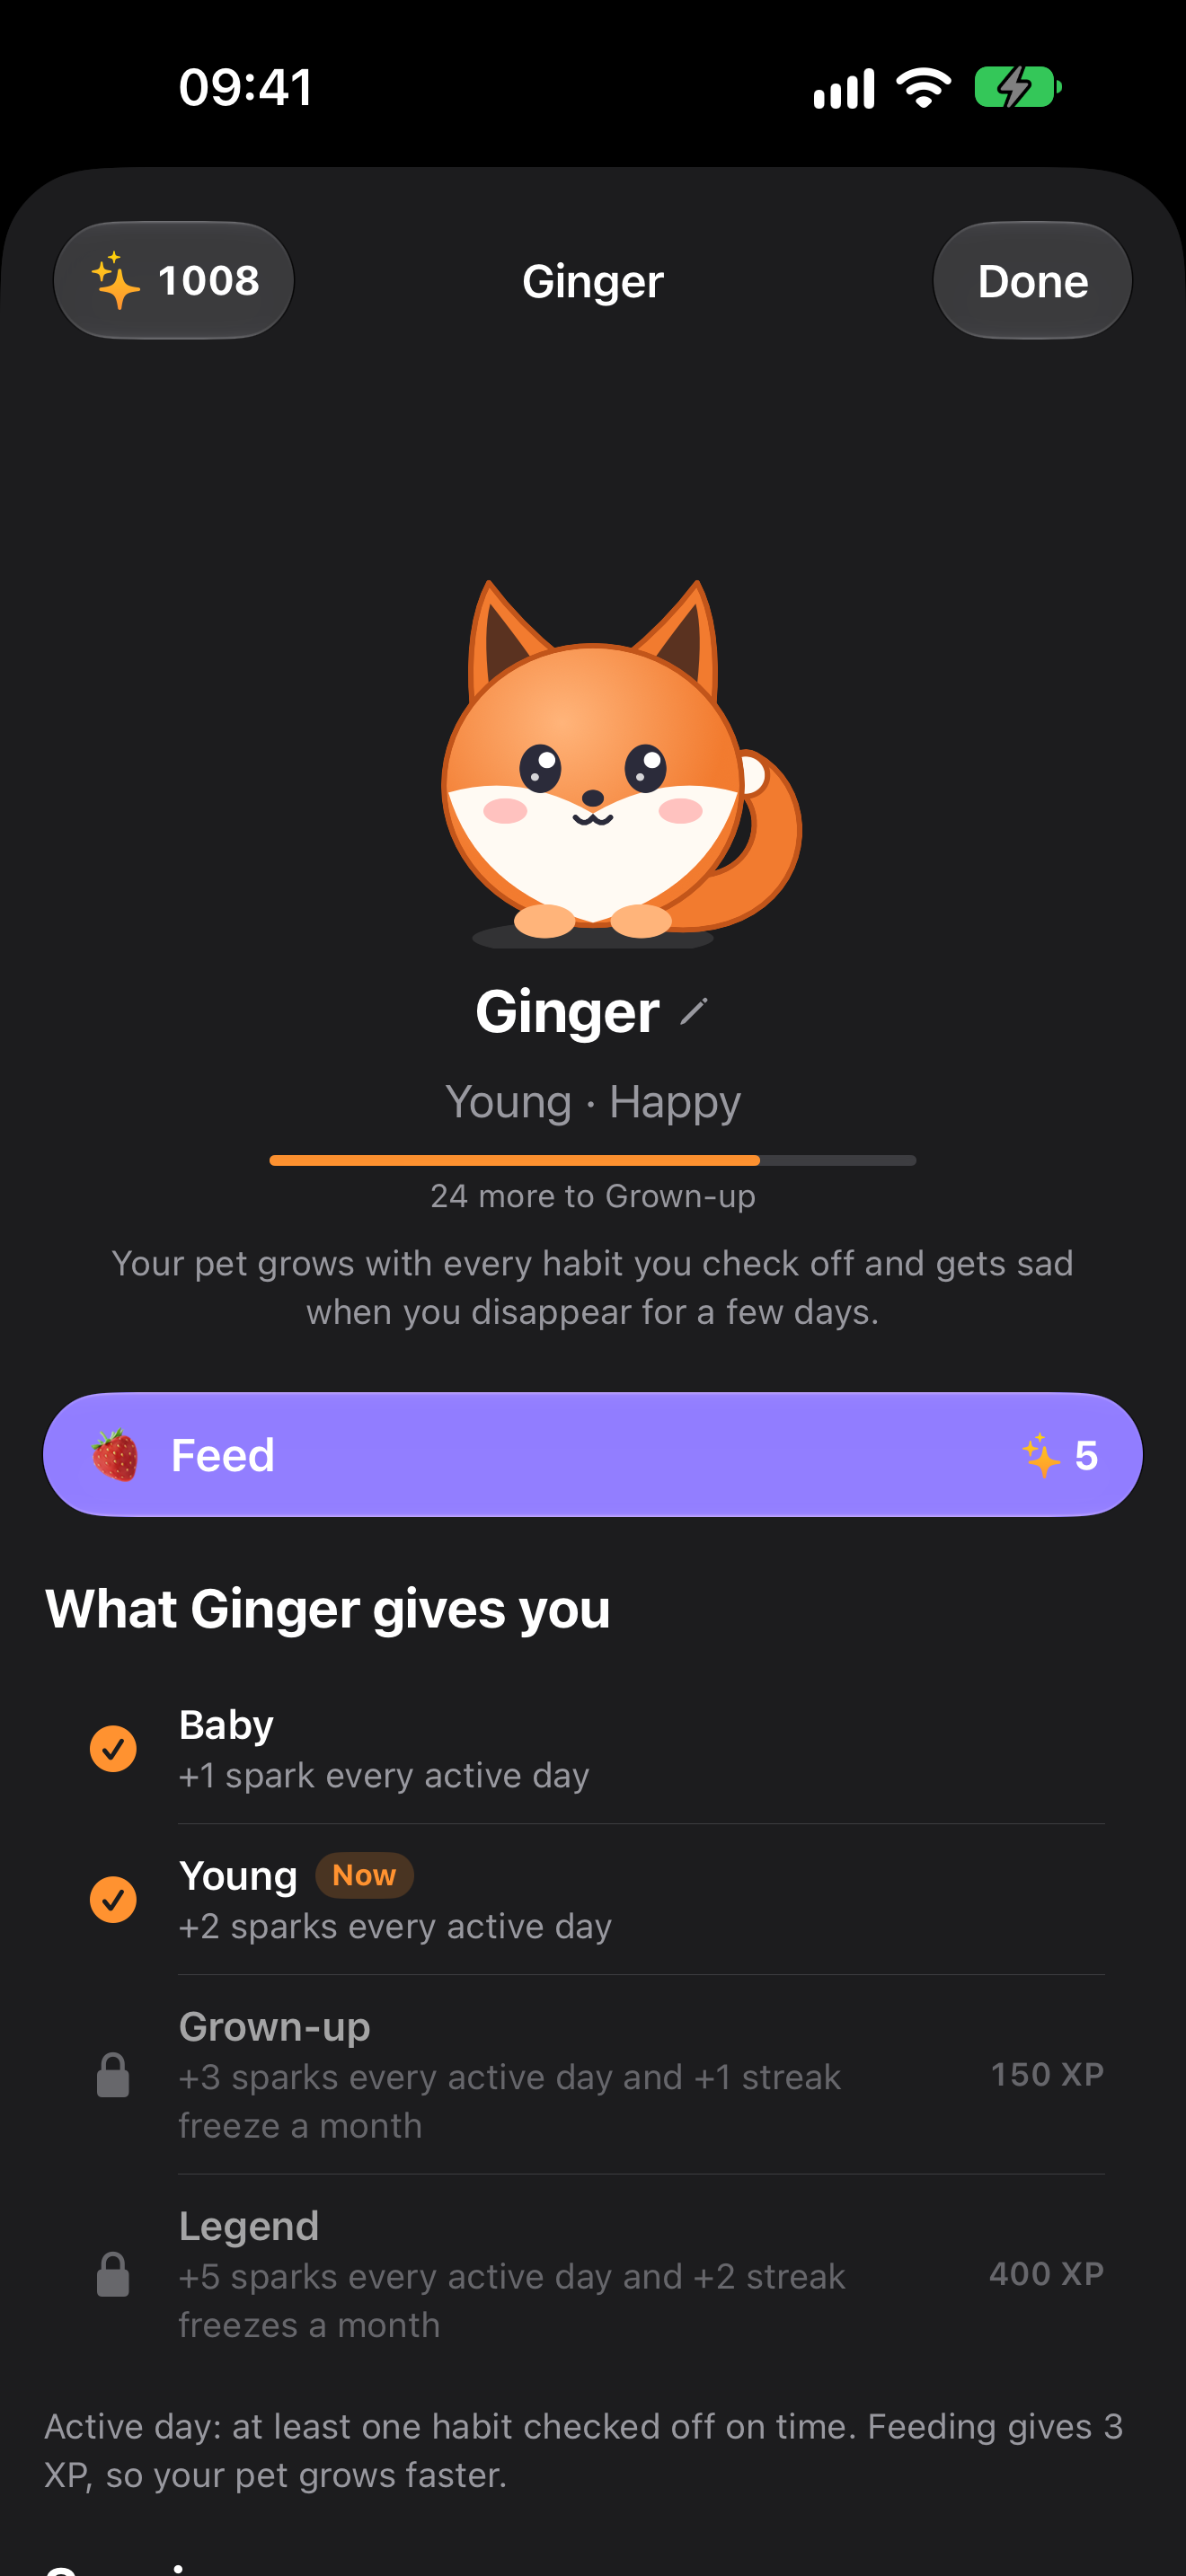 09:41
1008
Ginger
Done
Ginger
Young · Happy
24 more to Grown-up
Your pet grows with every habit you check off and gets sad
when you disappear for a few days.
Feed
5
What Ginger gives you
Baby
+1 spark every active day
Young Now
+2 sparks every active day
Grown-up
+3 sparks every active day and +1 streak
freeze a month
150 XP
Legend
+5 sparks every active day and +2 streak
freezes a month
400 XP
Active day: at least one habit checked off on time. Feeding gives 3
XP, so your pet grows faster.